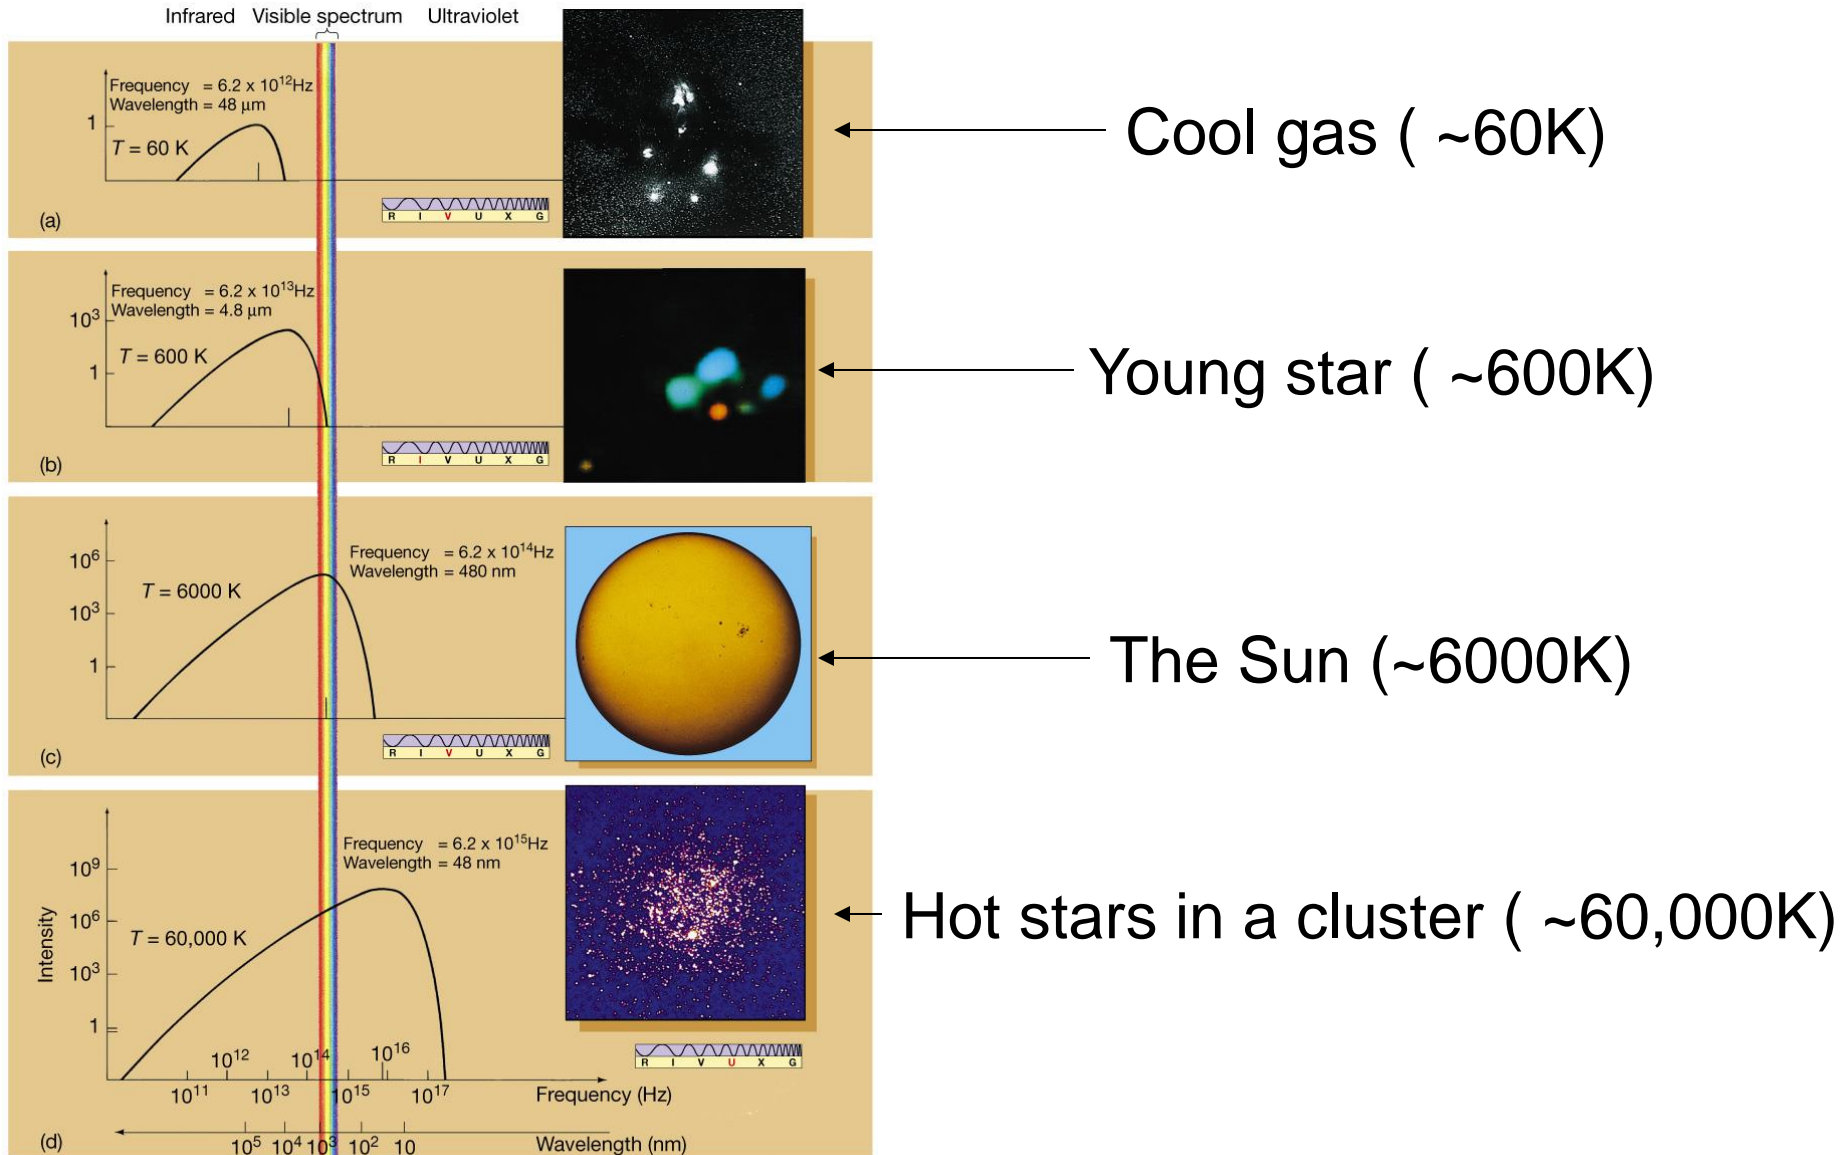 Infrared Visible spectrum Ultraviolet
Frequency = 6.2 x 10¹²Hz
Wavelength = 48 µm
1
T = 60 K
R I V U X G
(a)
Cool gas ( ~60K)
Frequency = 6.2 x 10¹³Hz
Wavelength = 4.8 µm
10³
T = 600 K
1
R I V U X G
(b)
Young star ( ~600K)
Frequency = 6.2 x 10¹⁴Hz
Wavelength = 480 nm
10⁶
T = 6000 K
10³
1
R I V U X G
(c)
The Sun (~6000K)
Frequency = 6.2 x 10¹⁵Hz
Wavelength = 48 nm
10⁹
10⁶
T = 60,000 K
10³
1
Intensity
R I V U X G
Hot stars in a cluster ( ~60,000K)
10¹² 10¹⁴ 10¹⁶
10¹¹ 10¹³ 10¹⁵ 10¹⁷ Frequency (Hz)
(d)
10⁵ 10⁴ 10³ 10² 10 Wavelength (nm)